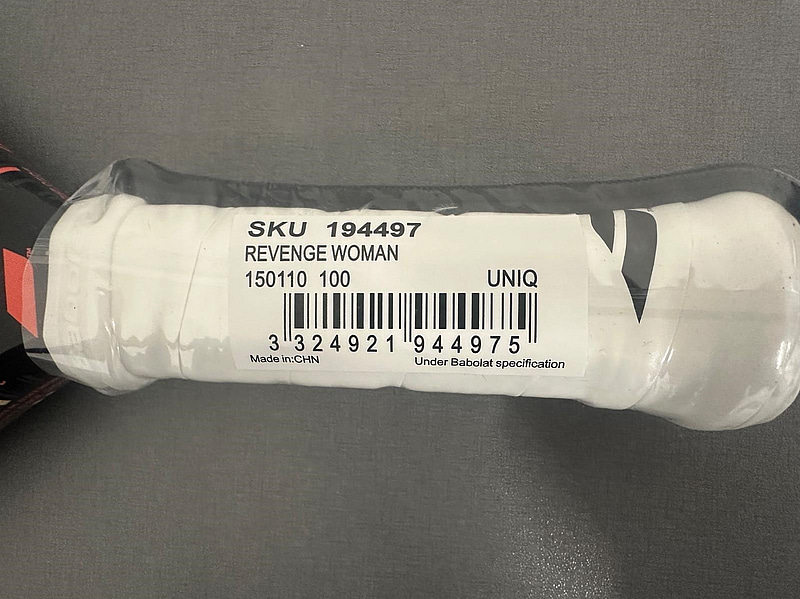 SKU 194497
REVENGE WOMAN
150110 100 UNIQ
3 324921 944975
Made in:CHN Under Babolat specification